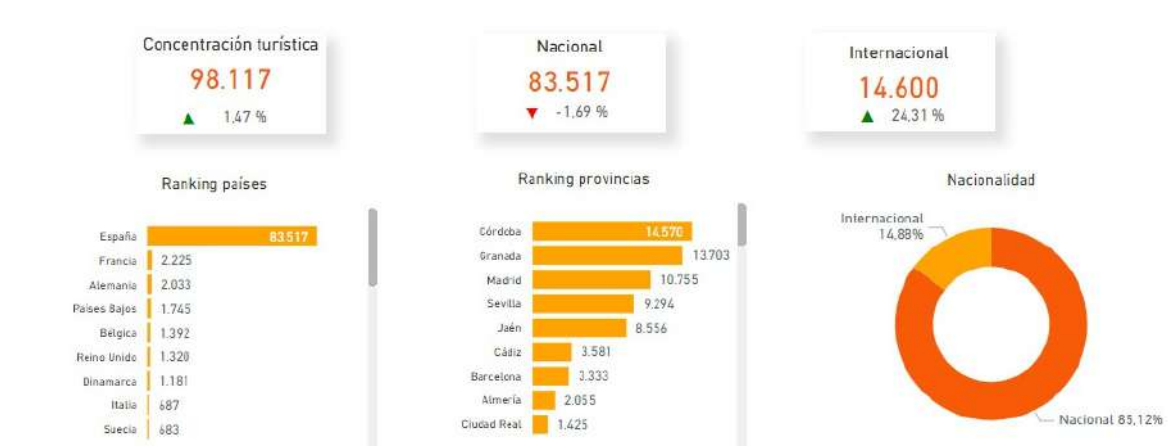 Concentración turística
98.117
▲ 1,47 %
Nacional
83.517
▼ -1,69 %
Internacional
14.600
▲ 24,31 %
Ranking países
España 83.517
Francia 2.225
Alemania 2.033
Países Bajos 1.745
Bélgica 1.392
Reino Unido 1.320
Dinamarca 1.181
Italia 687
Suecia 683
Ranking provincias
Córdoba 14.570
Granada 13.703
Madrid 10.755
Sevilla 9.294
Jaén 8.556
Cádiz 3.581
Barcelona 3.333
Almería 2.055
Ciudad Real 1.425
Nacionalidad
Internacional
14,88%
Nacional 85,12%